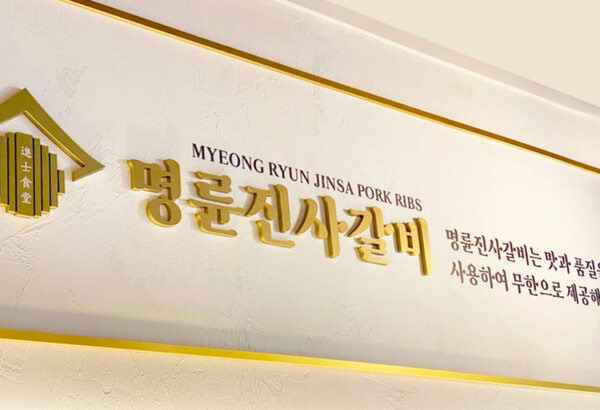 進士食堂
MYEONG RYUN JINSA PORK RIBS
명륜진사갈비
명륜진사갈비는 맛과 품질
사용하여 무한으로 제공해